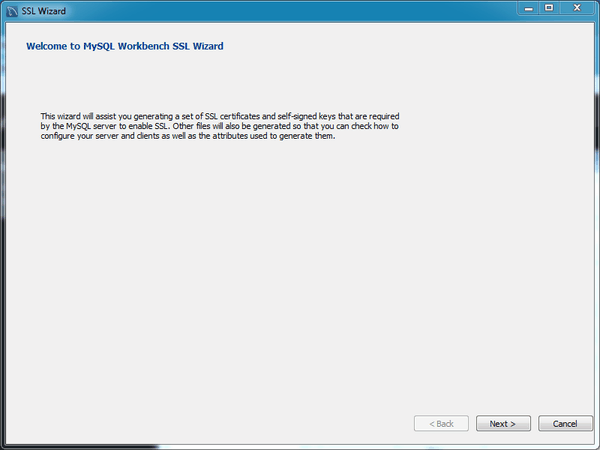 SSL Wizard
Welcome to MySQL Workbench SSL Wizard
This wizard will assist you generating a set of SSL certificates and self-signed keys that are required
by the MySQL server to enable SSL. Other files will also be generated so that you can check how to
configure your server and clients as well as the attributes used to generate them.
< Back
Next >
Cancel